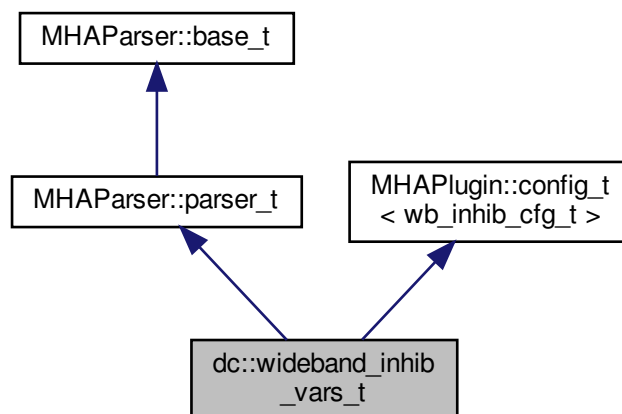 MHAParser::base_t
MHAParser::parser_t
MHAPlugin::config_t
< wb_inhib_cfg_t >
dc::wideband_inhib
_vars_t